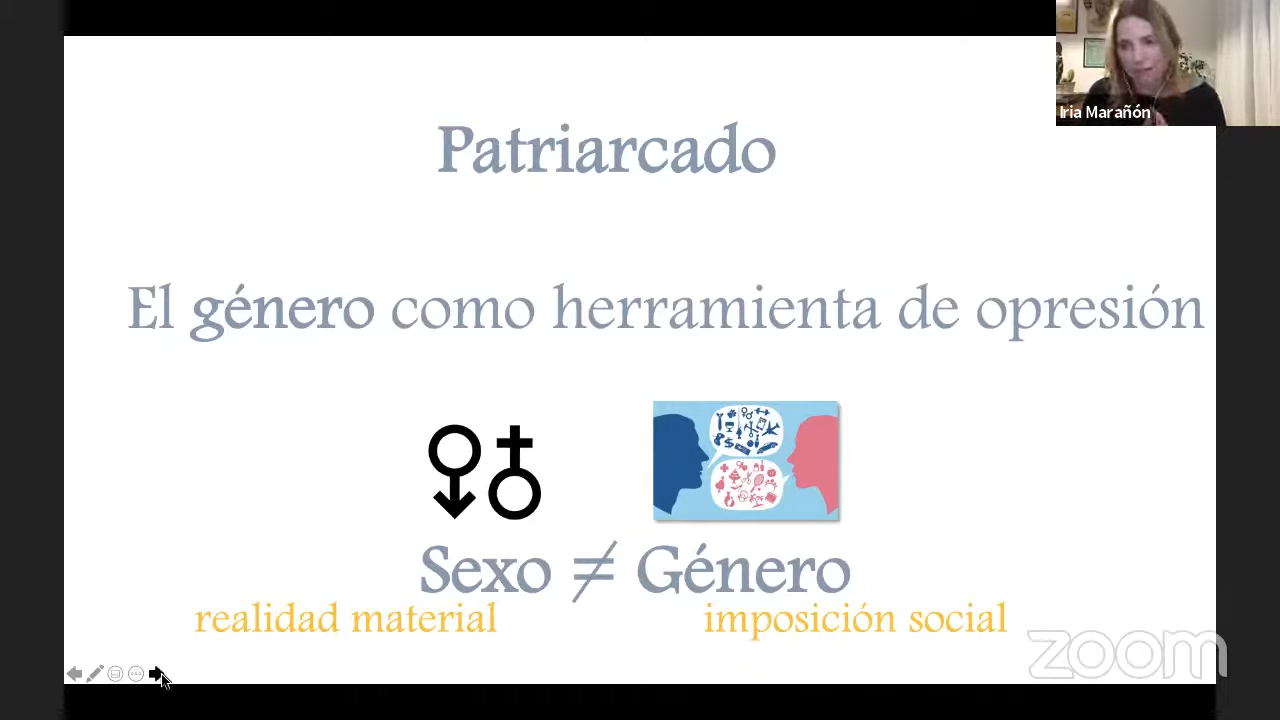 Iria Marañón
Patriarcado
El género como herramienta de opresión
Sexo ≠ Género
realidad material imposición social
zoom